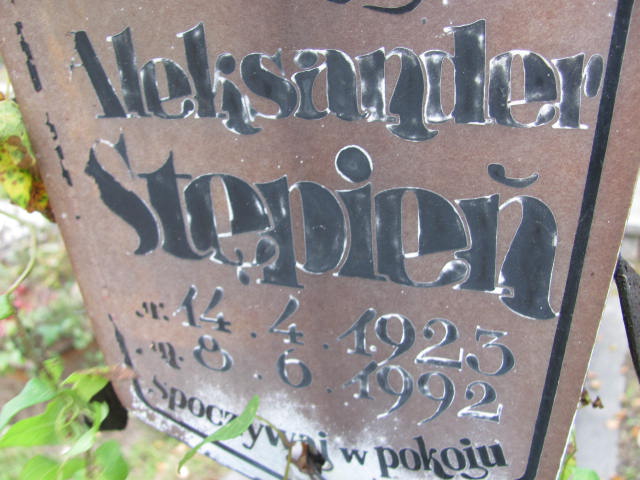 Aleksander
Stępień
ur. 14.4.1923
zm. 8.6.1992
Spoczywaj w pokoju